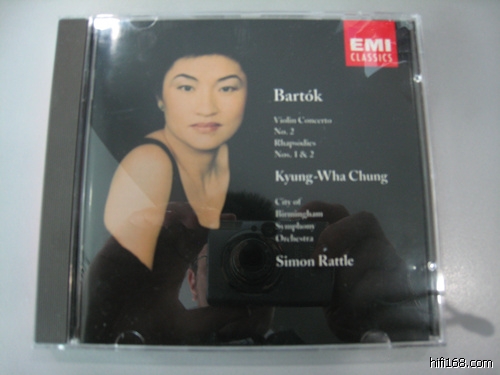 EMI
CLASSICS
Bartók
Violin Concerto
No. 2
Rhapsodies
Nos. 1 & 2
Kyung-Wha Chung
City of
Birmingham
Symphony
Orchestra
Simon Rattle
hifi168.com